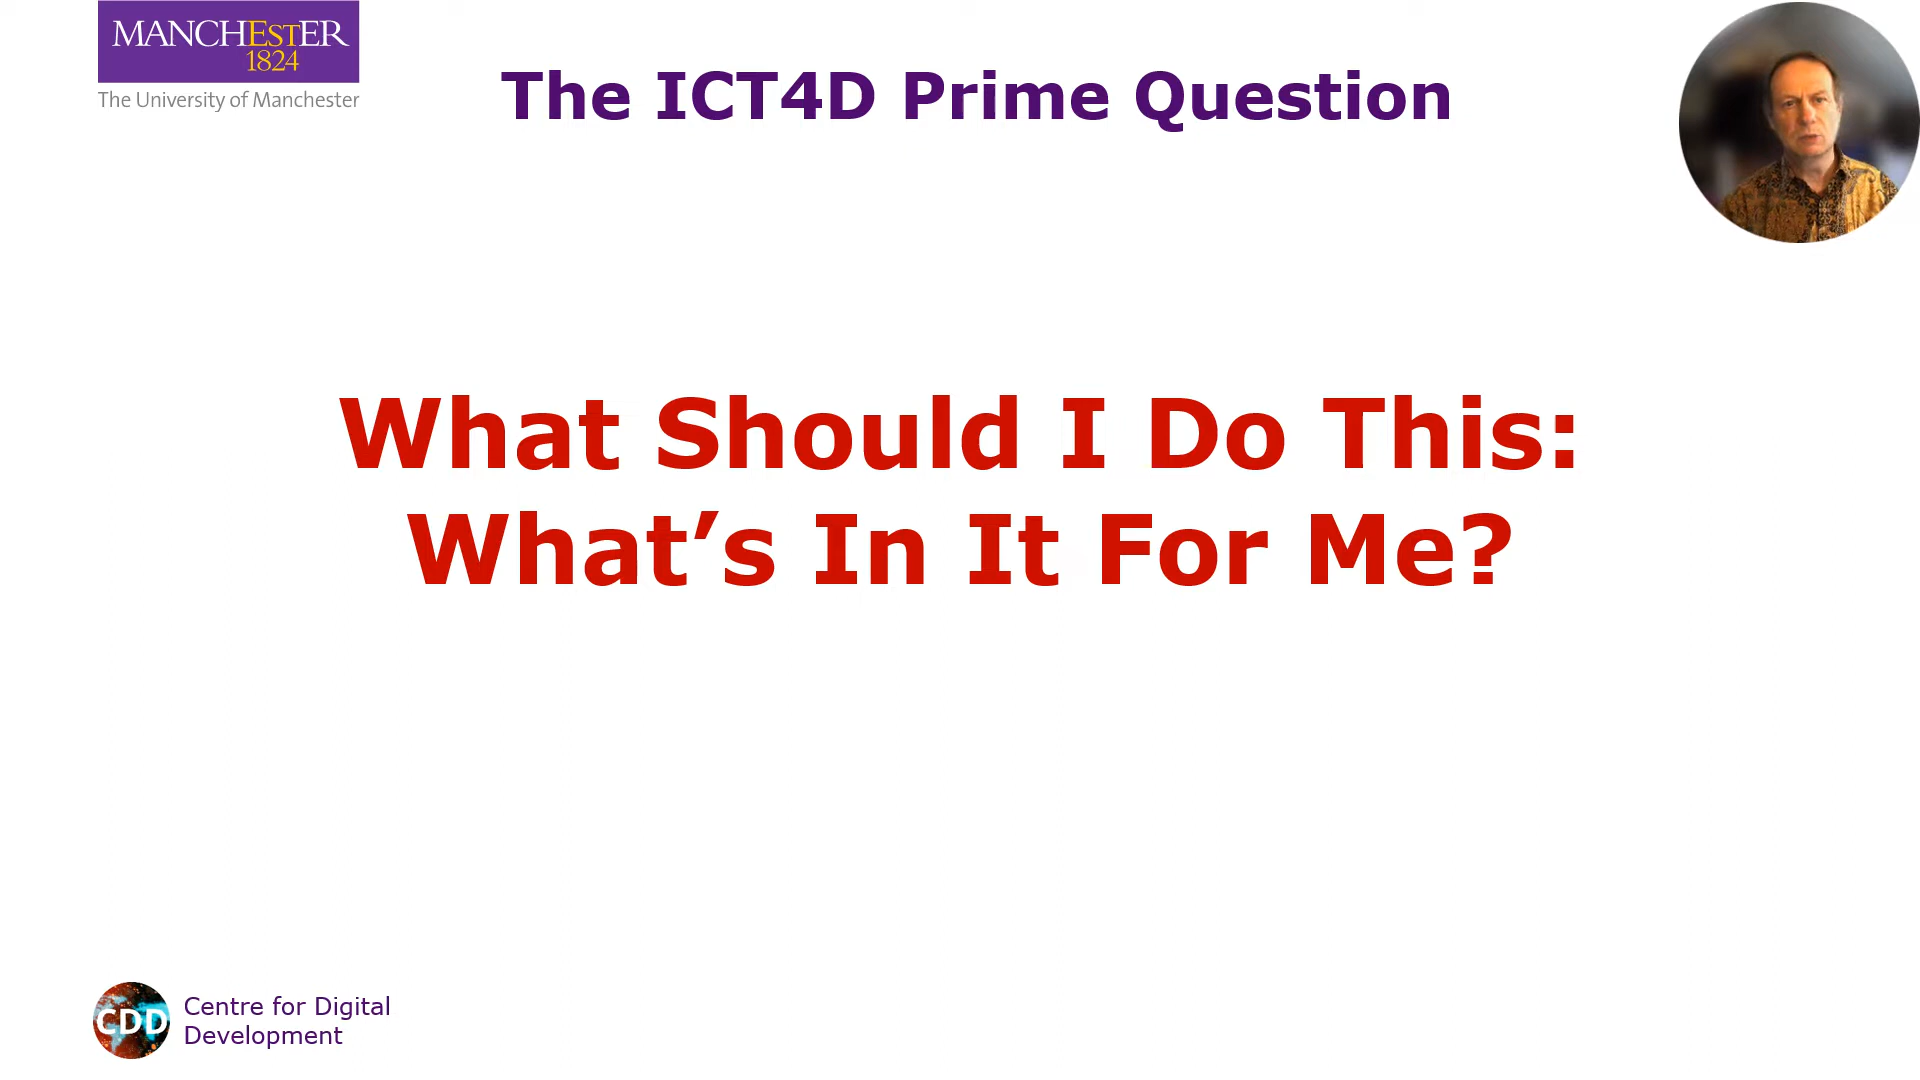 MANCHESTER
1824
The University of Manchester
The ICT4D Prime Question
What Should I Do This:
What’s In It For Me?
CDD
Centre for Digital
Development